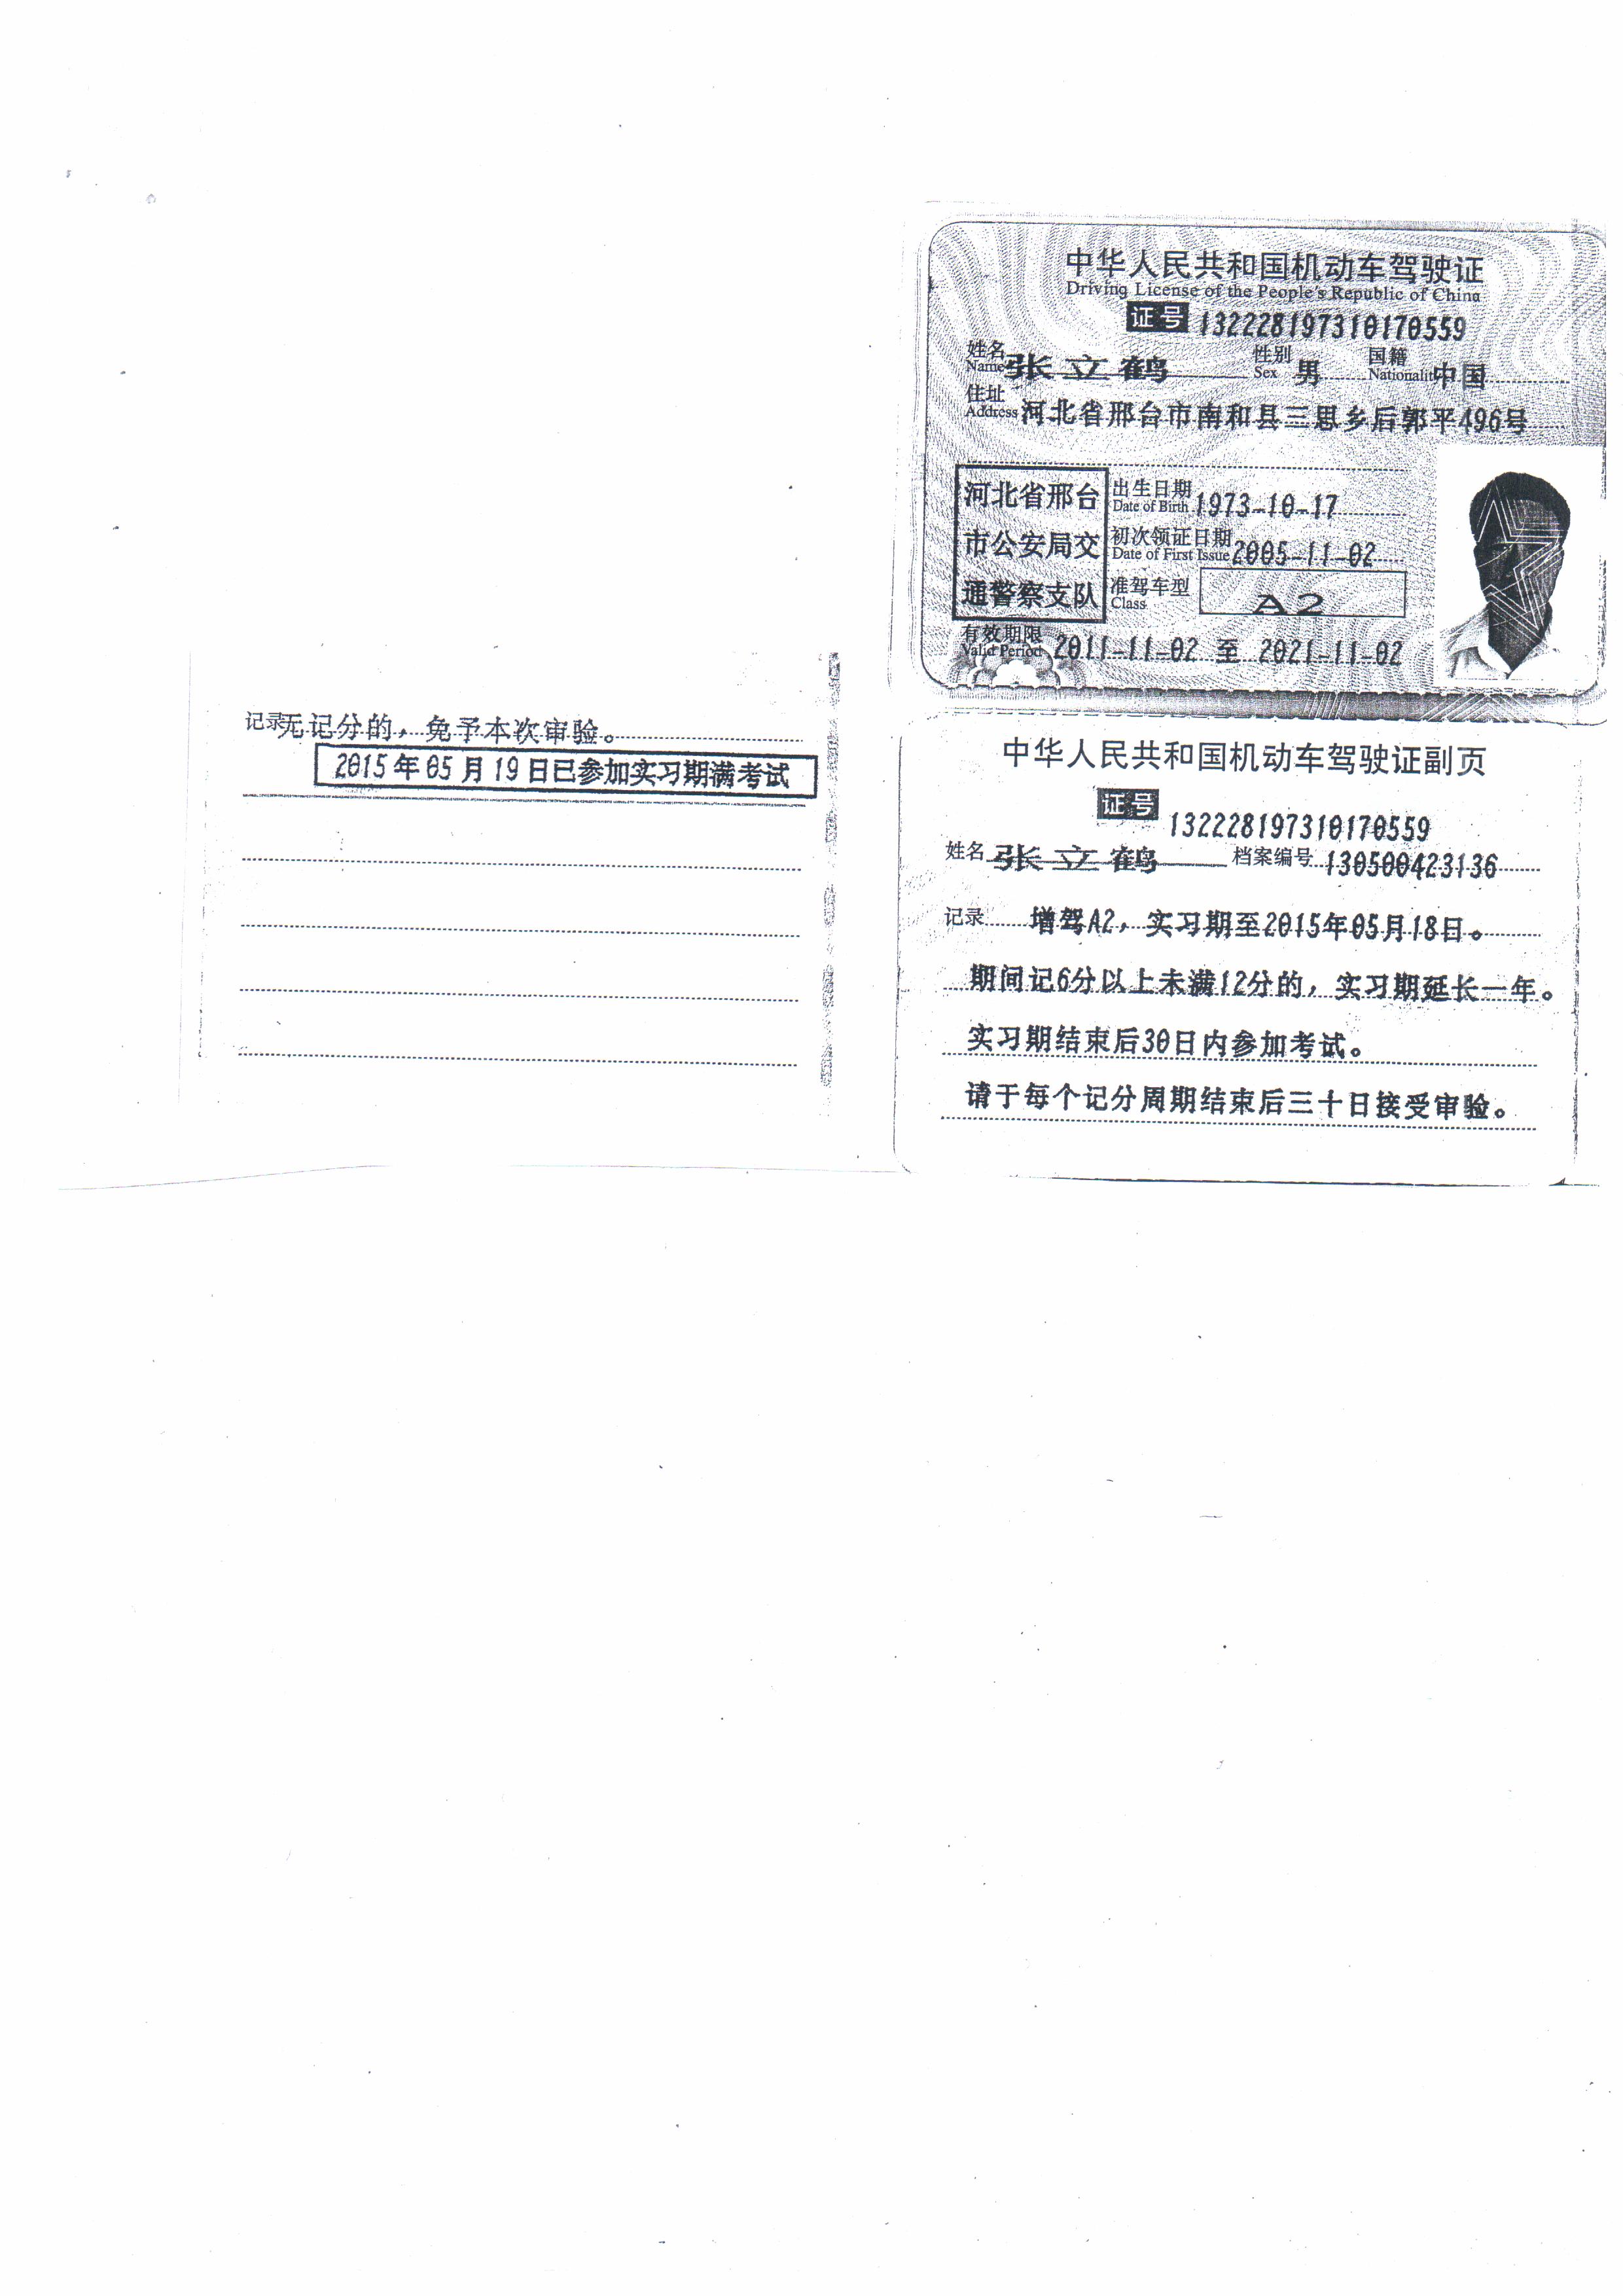 中华人民共和国机动车驾驶证
Driving License of the People's Republic of China
证号 132228197310170559
姓名 张立鹤 性别 男 国籍 中国
Name Sex Nationality
住址 河北省邢台市南和县三思乡后郭平496号
Address
河北省邢台
市公安局交
通警察支队
出生日期 1973-10-17
Date of Birth
初次领证日期 2005-11-02
Date of First Issue
准驾车型 A2
Class
有效期限 2011-11-02 至 2021-11-02
Valid Period
记录 无记分的，免予本次审验。
2015年05月19日已参加实习期满考试
中华人民共和国机动车驾驶证副页
证号 132228197310170559
姓名 张立鹤 档案编号 130500423136
记录 增驾A2，实习期至2015年05月18日。
期间记6分以上未满12分的，实习期延长一年。
实习期结束后30日内参加考试。
请于每个记分周期结束后三十日接受审验。